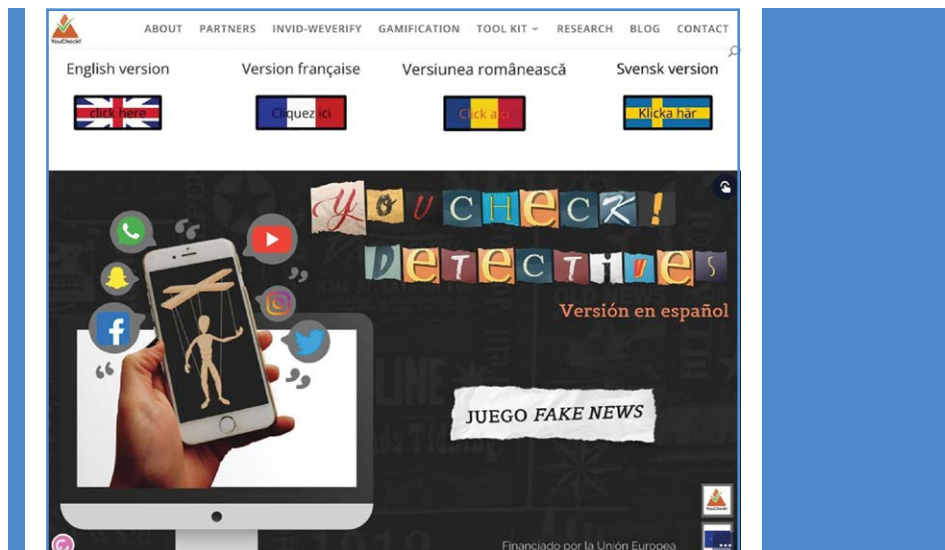 YouCheck!
ABOUT PARTNERS INVID-WEVERIFY GAMIFICATION TOOL KIT RESEARCH BLOG CONTACT
English version Version française Versiunea românească Svensk version
click here Cliquez ici Click aici Klicka här
YOUCHECK!
DETECTIVES
Versión en español
JUEGO FAKE NEWS
YouCheck!
Financiado por la Unión Europea